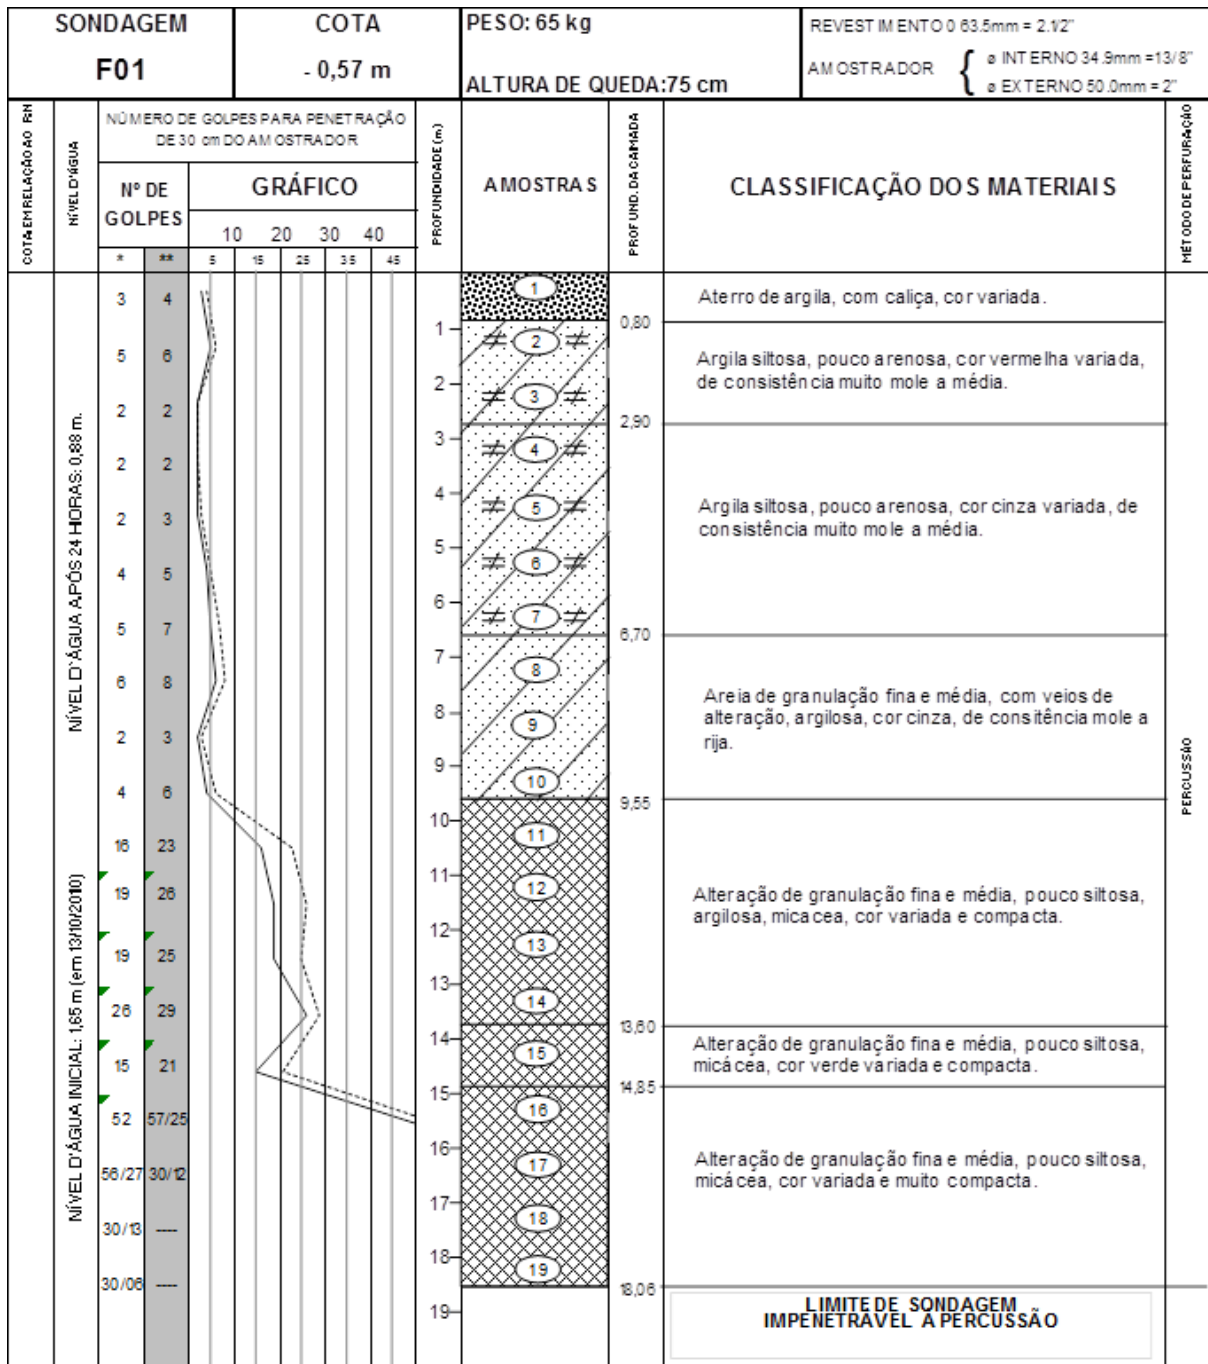 SONDAGEM
F01
COTA
- 0,57 m
PESO: 65 kg
ALTURA DE QUEDA:75 cm
REVESTIMENTO 0 63.5mm = 2.1/2"
AMOSTRADOR { ø INTERNO 34.9mm =13/8"
ø EXTERNO 50.0mm = 2"
COTA EM RELAÇÃO AO RN
NÍVEL D'ÁGUA
NÚMERO DE GOLPES PARA PENETRAÇÃO
DE 30 cm DO AMOSTRADOR
Nº DE
GOLPES
GRÁFICO
10 20 30 40
* ** 5 15 25 35 45
PROFUNDIDADE (m)
AMOSTRAS
PROFUND. DA CAMADA
CLASSIFICAÇÃO DOS MATERIAIS
MÉTODO DE PERFURAÇÃO
NÍVEL D'ÁGUA APÓS 24 HORAS: 0,88 m.
NÍVEL D'ÁGUA INICIAL: 1,65 m (em 13/10/2010)
3 4
5 6
2 2
2 2
2 3
4 5
5 7
6 8
2 3
4 6
16 23
19 26
19 25
26 29
15 21
52 57/25
56/27 30/12
30/13 ----
30/06 ----
1
2
3
4
5
6
7
8
9
10
11
12
13
14
15
16
17
18
19
1
2
3
4
5
6
7
8
9
10
11
12
13
14
15
16
17
18
19
0,80
2,90
6,70
9,55
13,80
14,85
18,06
Aterro de argila, com caliça, cor variada.
Argila siltosa, pouco arenosa, cor vermelha variada,
de consistência muito mole a média.
Argila siltosa, pouco arenosa, cor cinza variada, de
consistência muito mole a média.
Areia de granulação fina e média, com veios de
alteração, argilosa, cor cinza, de consitência mole a
rija.
Alteração de granulação fina e média, pouco siltosa,
argilosa, micacea, cor variada e compacta.
Alteração de granulação fina e média, pouco siltosa,
micácea, cor verde variada e compacta.
Alteração de granulação fina e média, pouco siltosa,
micácea, cor variada e muito compacta.
LIMITE DE SONDAGEM
IMPENETRAVEL A PERCUSSÃO
PERCUSSÃO